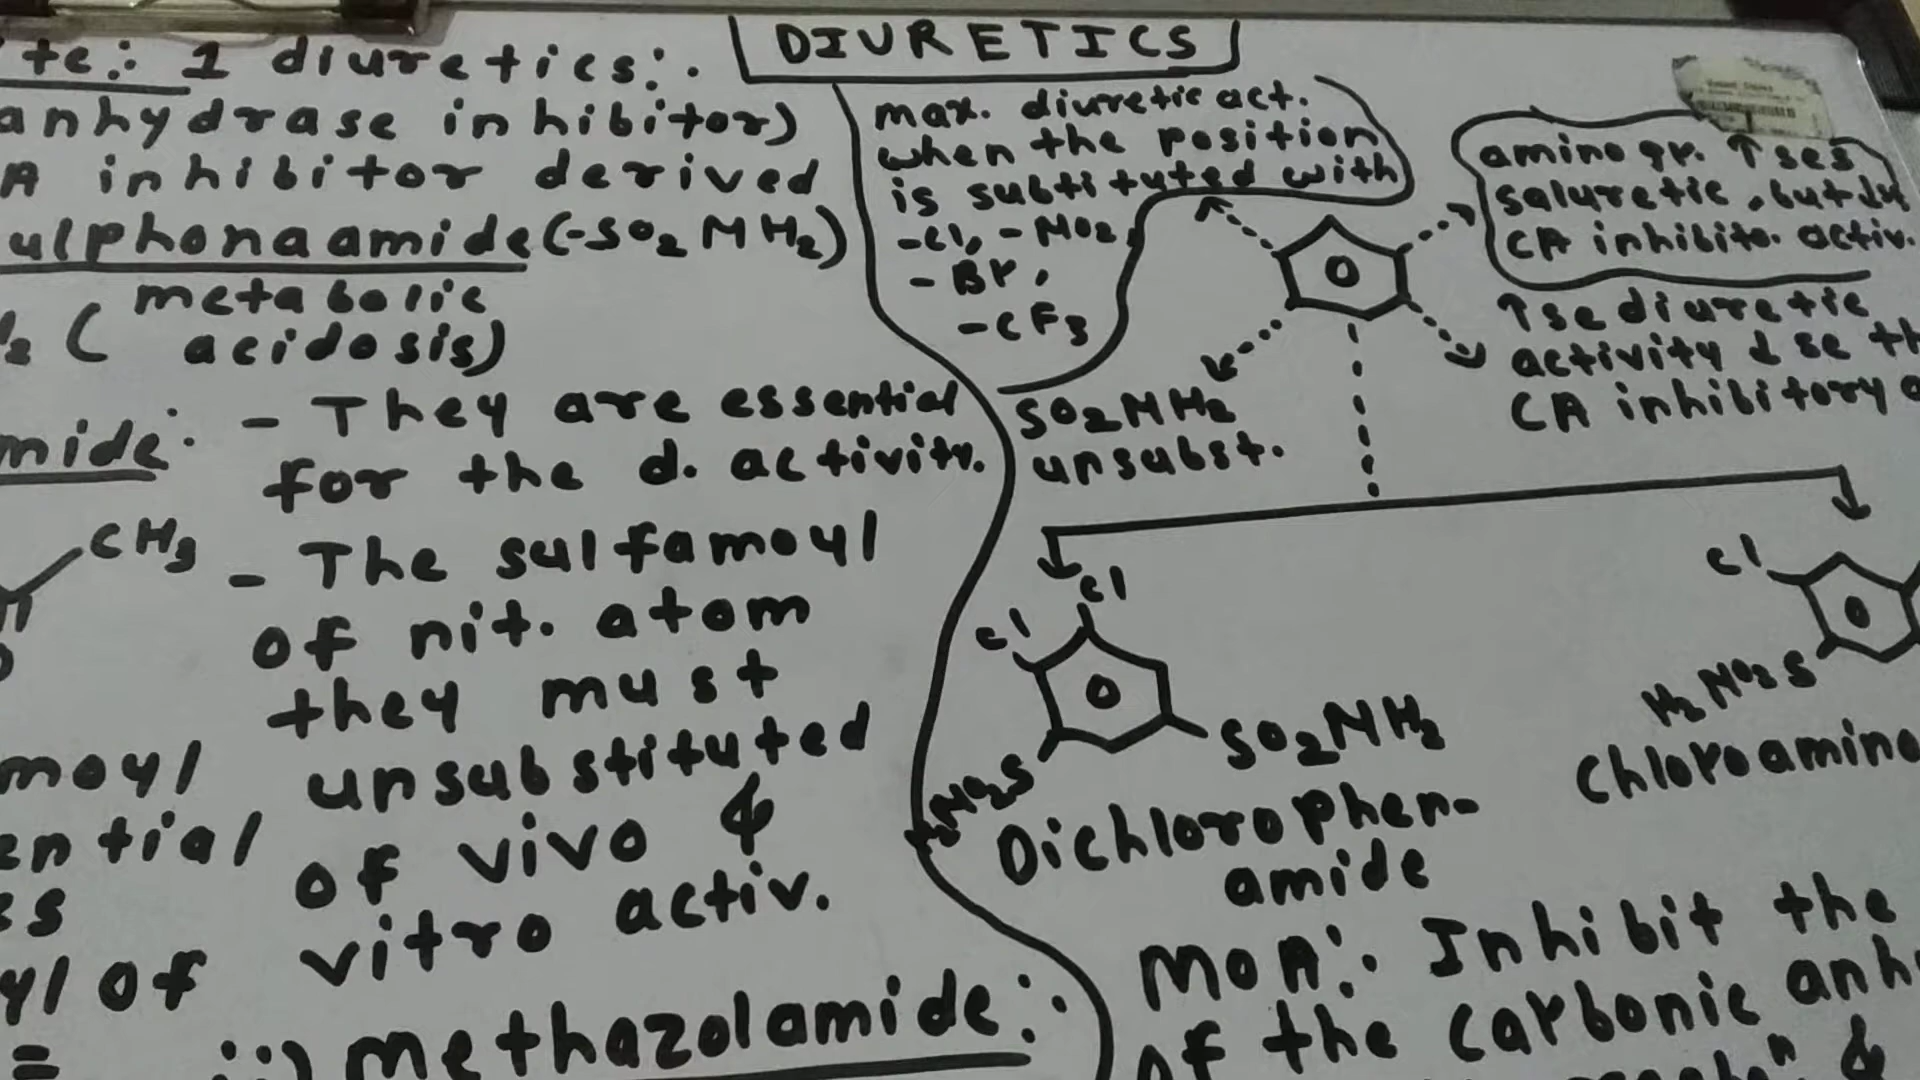 DIURETICS
te:. 1 diuretics:.
anhydrase inhibitor)
A inhibitor derived
ulphonaamide (-SO₂NH₂)
metabolic
acidosis)
mide:
- They are essential
for the d. activity.
CH₃
- The sulfamoyl
of nit. atom
they must
unsubstituted
of vivo &
vitro activ.
moyl
ential
es
yl of
=
methazolamide:.
max. diuretic act.
when the position
is substituted with
-Cl, -NO₂,
- Br,
-CF₃
amino gr. ↑ses
saluretic, but
CA inhibito. activ.
↑se diuretic
activity ↓se th
CA inhibitory a
SO₂NH₂
unsubst.
Cl
Cl
SO₂NH₂
Dichlorophen-
amide
Cl
H₂NO₂S
Chloroamino
MOA:. Inhibit the
of the carbonic anh
&